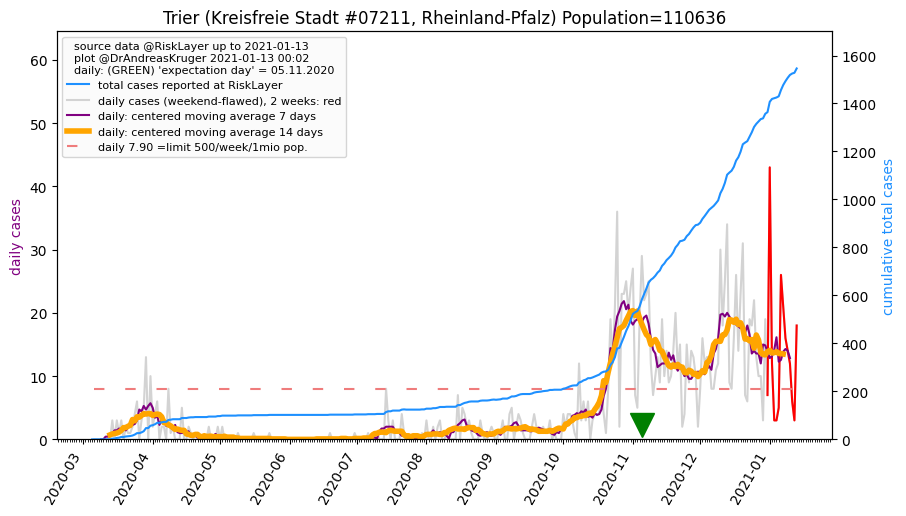 Trier (Kreisfreie Stadt #07211, Rheinland-Pfalz) Population=110636
source data @RiskLayer up to 2021-01-13
plot @DrAndreasKruger 2021-01-13 00:02
daily: (GREEN) 'expectation day' = 05.11.2020
total cases reported at RiskLayer
daily cases (weekend-flawed), 2 weeks: red
daily: centered moving average 7 days
daily: centered moving average 14 days
daily 7.90 =limit 500/week/1mio pop.
daily cases
60
50
40
30
20
10
0
cumulative total cases
1600
1400
1200
1000
800
600
400
200
0
2020-03
2020-04
2020-05
2020-06
2020-07
2020-08
2020-09
2020-10
2020-11
2020-12
2021-01